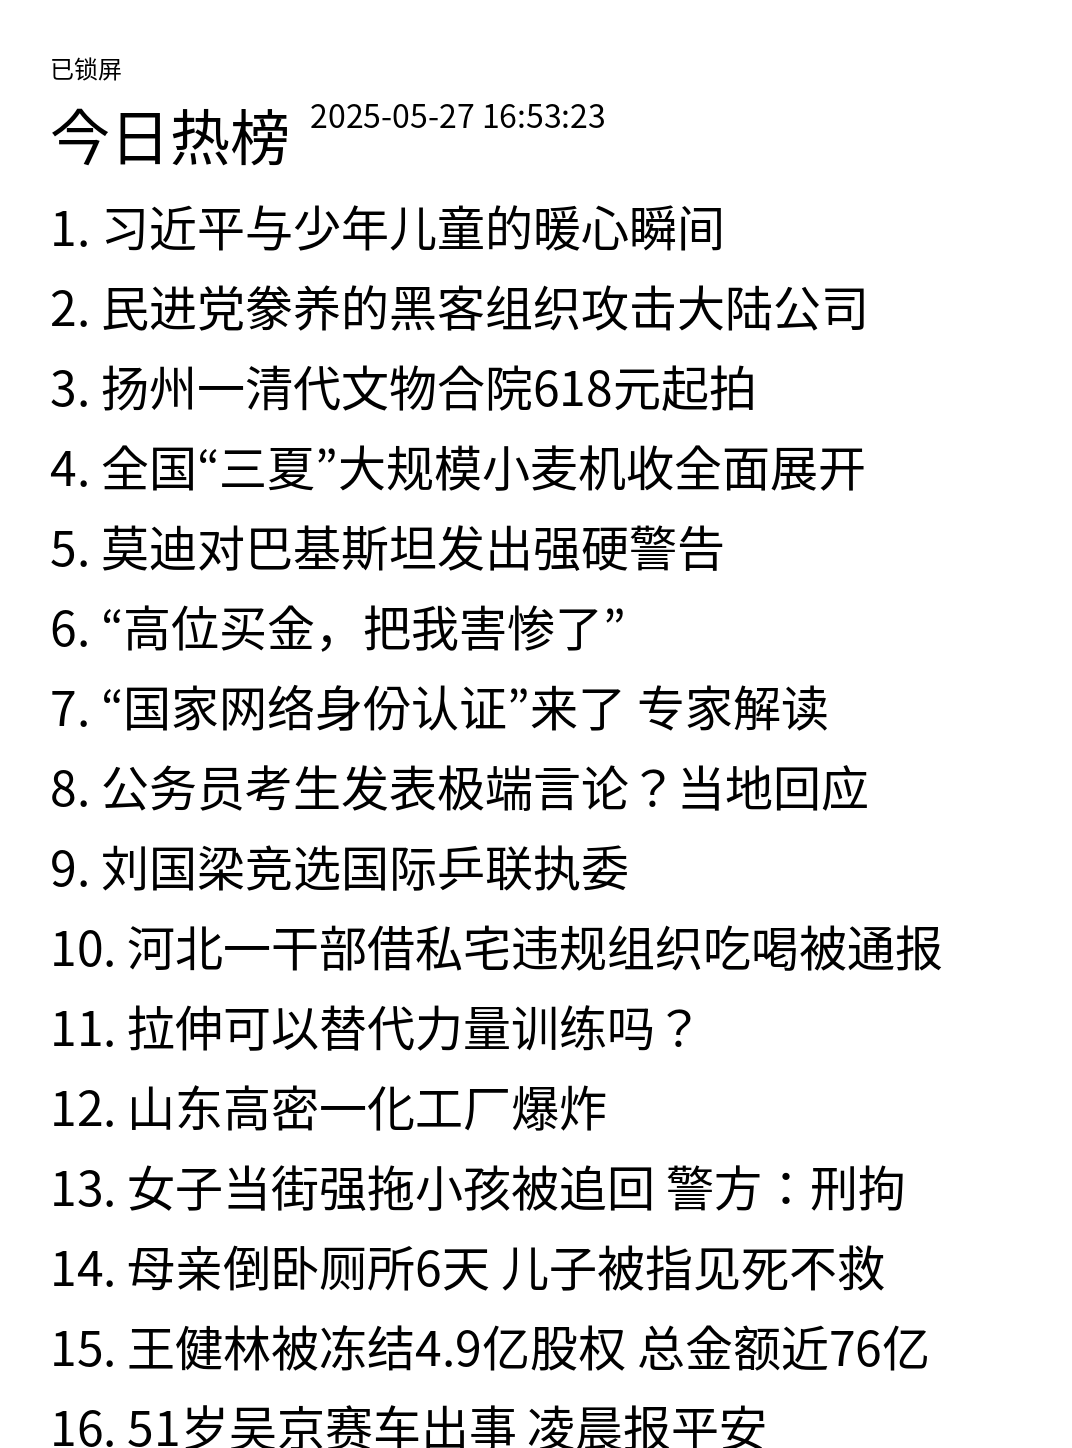 已锁屏
今日热榜 2025-05-27 16:53:23
1. 习近平与少年儿童的暖心瞬间
2. 民进党豢养的黑客组织攻击大陆公司
3. 扬州一清代文物合院618元起拍
4. 全国“三夏”大规模小麦机收全面展开
5. 莫迪对巴基斯坦发出强硬警告
6. “高位买金，把我害惨了”
7. “国家网络身份认证”来了 专家解读
8. 公务员考生发表极端言论？当地回应
9. 刘国梁竞选国际乒联执委
10. 河北一干部借私宅违规组织吃喝被通报
11. 拉伸可以替代力量训练吗？
12. 山东高密一化工厂爆炸
13. 女子当街强拖小孩被追回 警方：刑拘
14. 母亲倒卧厕所6天 儿子被指见死不救
15. 王健林被冻结4.9亿股权 总金额近76亿
16. 51岁吴京赛车出事 凌晨报平安